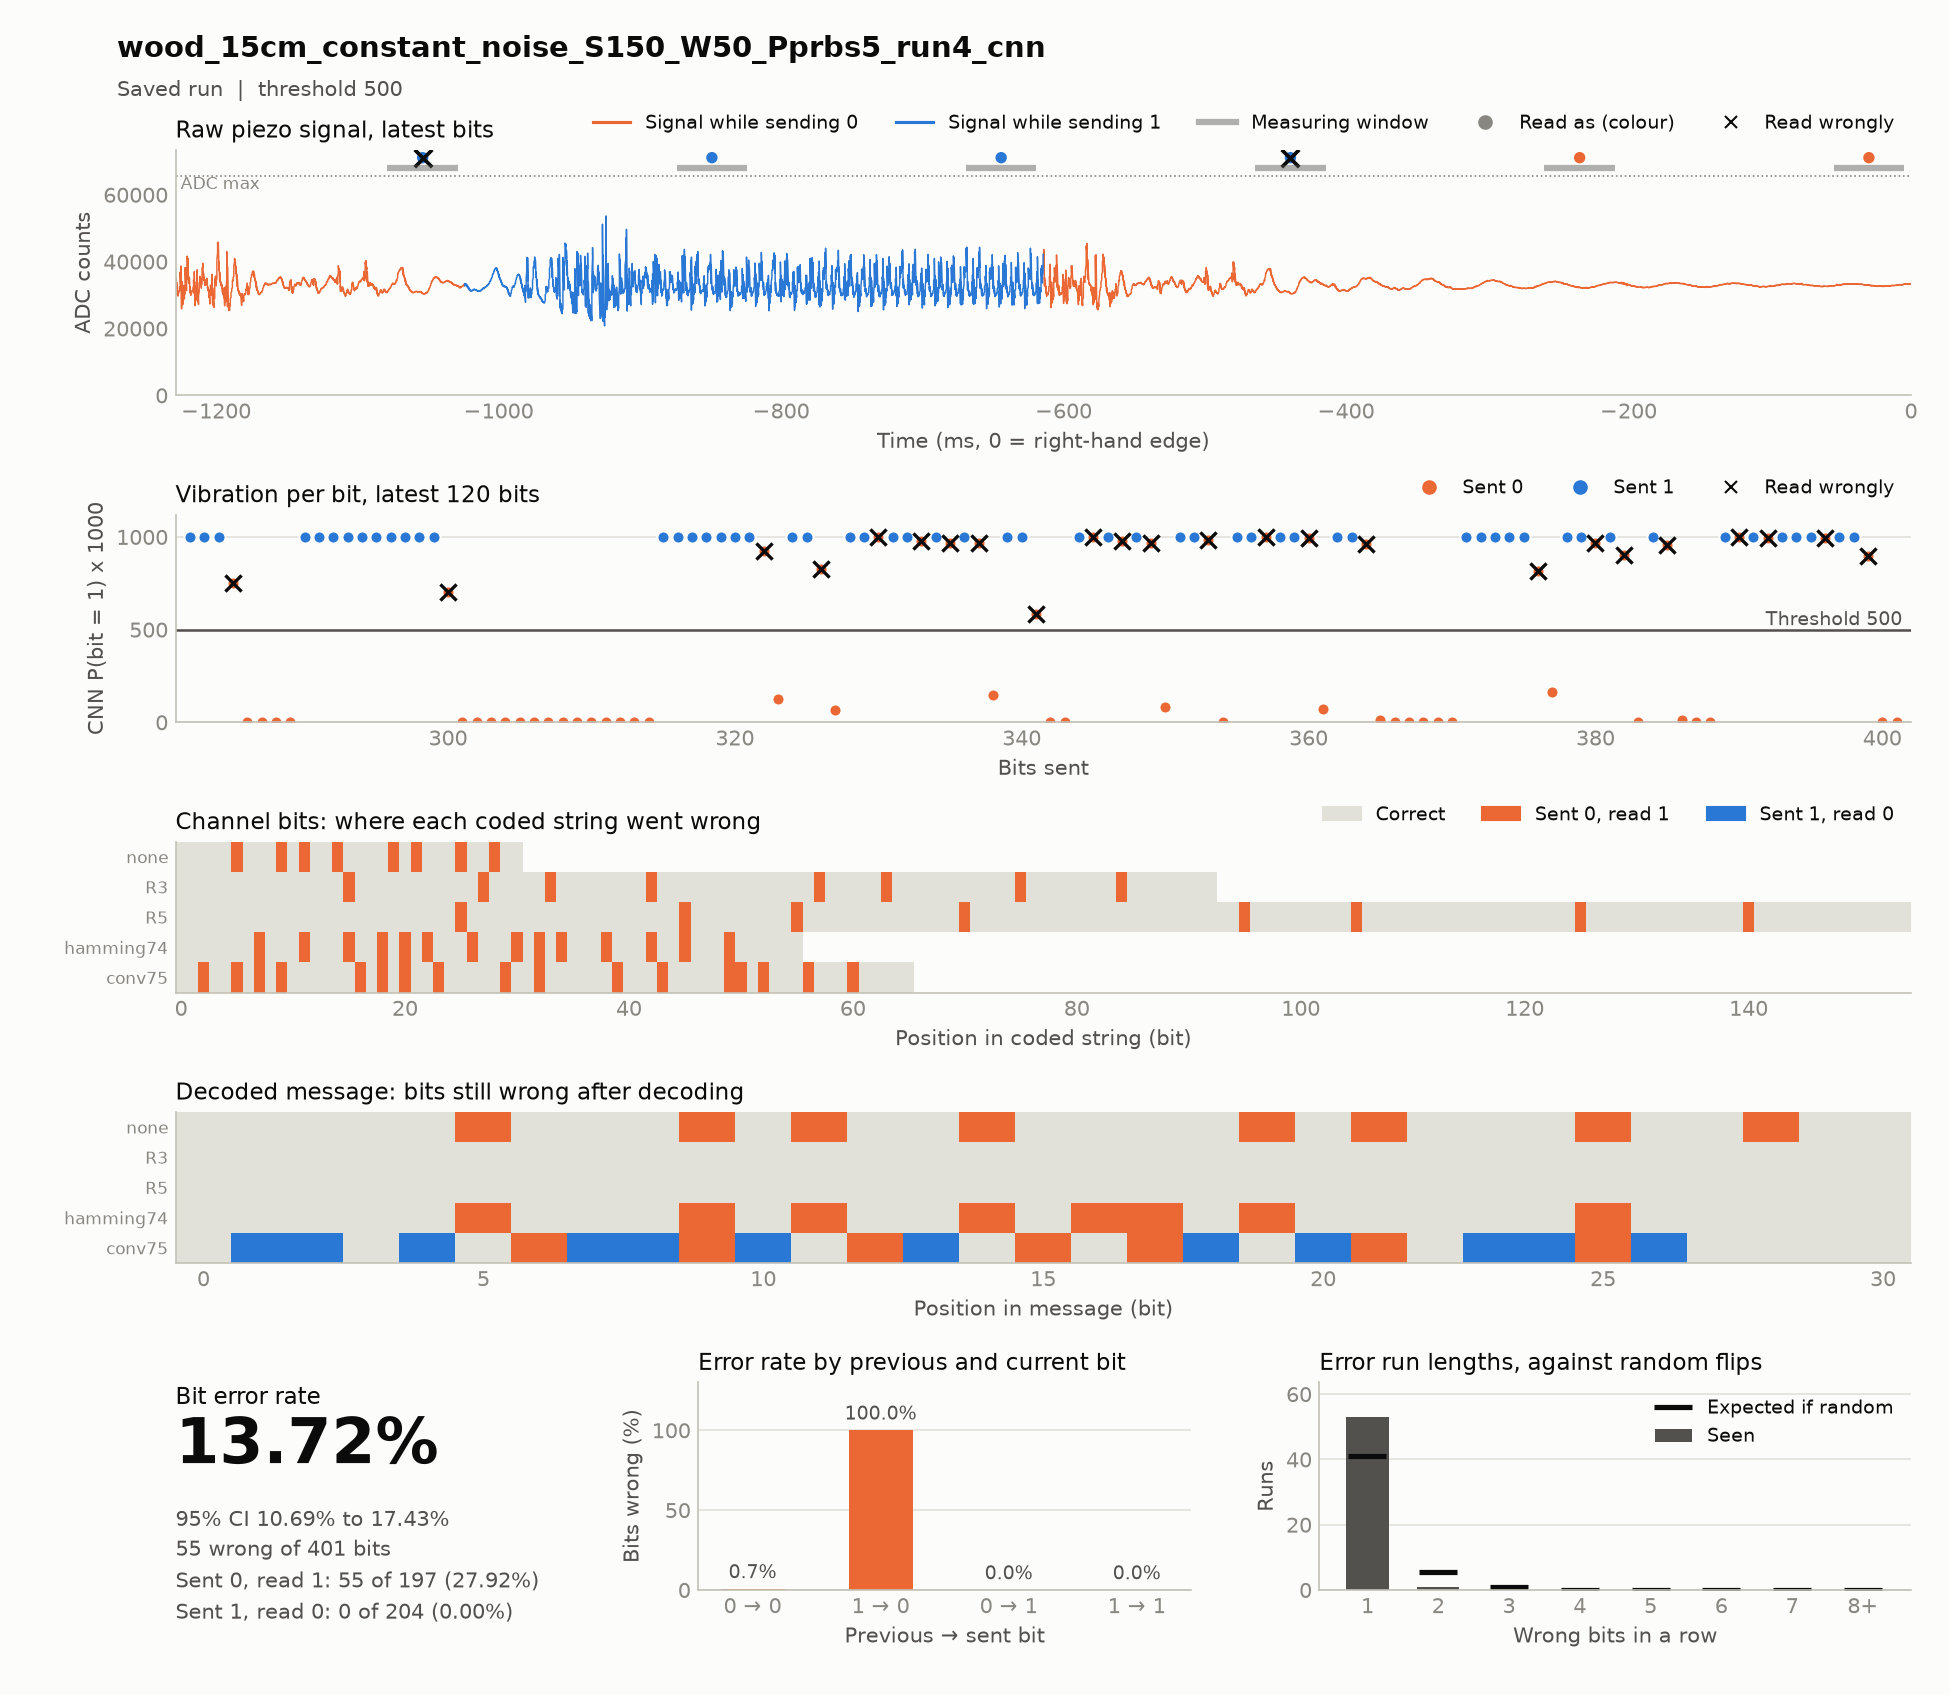 wood_15cm_constant_noise_S150_W50_Pprbs5_run4_cnn
Saved run | threshold 500
Raw piezo signal, latest bits
Signal while sending 0
Signal while sending 1
Measuring window
Read as (colour)
Read wrongly
ADC max
60000
40000
20000
0
ADC counts
−1200
−1000
−800
−600
−400
−200
0
Time (ms, 0 = right-hand edge)
Vibration per bit, latest 120 bits
Sent 0
Sent 1
Read wrongly
CNN P(bit = 1) x 1000
1000
500
0
Threshold 500
300
320
340
360
380
400
Bits sent
Channel bits: where each coded string went wrong
Correct
Sent 0, read 1
Sent 1, read 0
none
R3
R5
hamming74
conv75
0
20
40
60
80
100
120
140
Position in coded string (bit)
Decoded message: bits still wrong after decoding
none
R3
R5
hamming74
conv75
0
5
10
15
20
25
30
Position in message (bit)
Bit error rate
13.72%
95% CI 10.69% to 17.43%
55 wrong of 401 bits
Sent 0, read 1: 55 of 197 (27.92%)
Sent 1, read 0: 0 of 204 (0.00%)
Error rate by previous and current bit
Bits wrong (%)
100
50
0
0.7%
100.0%
0.0%
0.0%
0 → 0
1 → 0
0 → 1
1 → 1
Previous → sent bit
Error run lengths, against random flips
Expected if random
Seen
Runs
60
40
20
0
1
2
3
4
5
6
7
8+
Wrong bits in a row